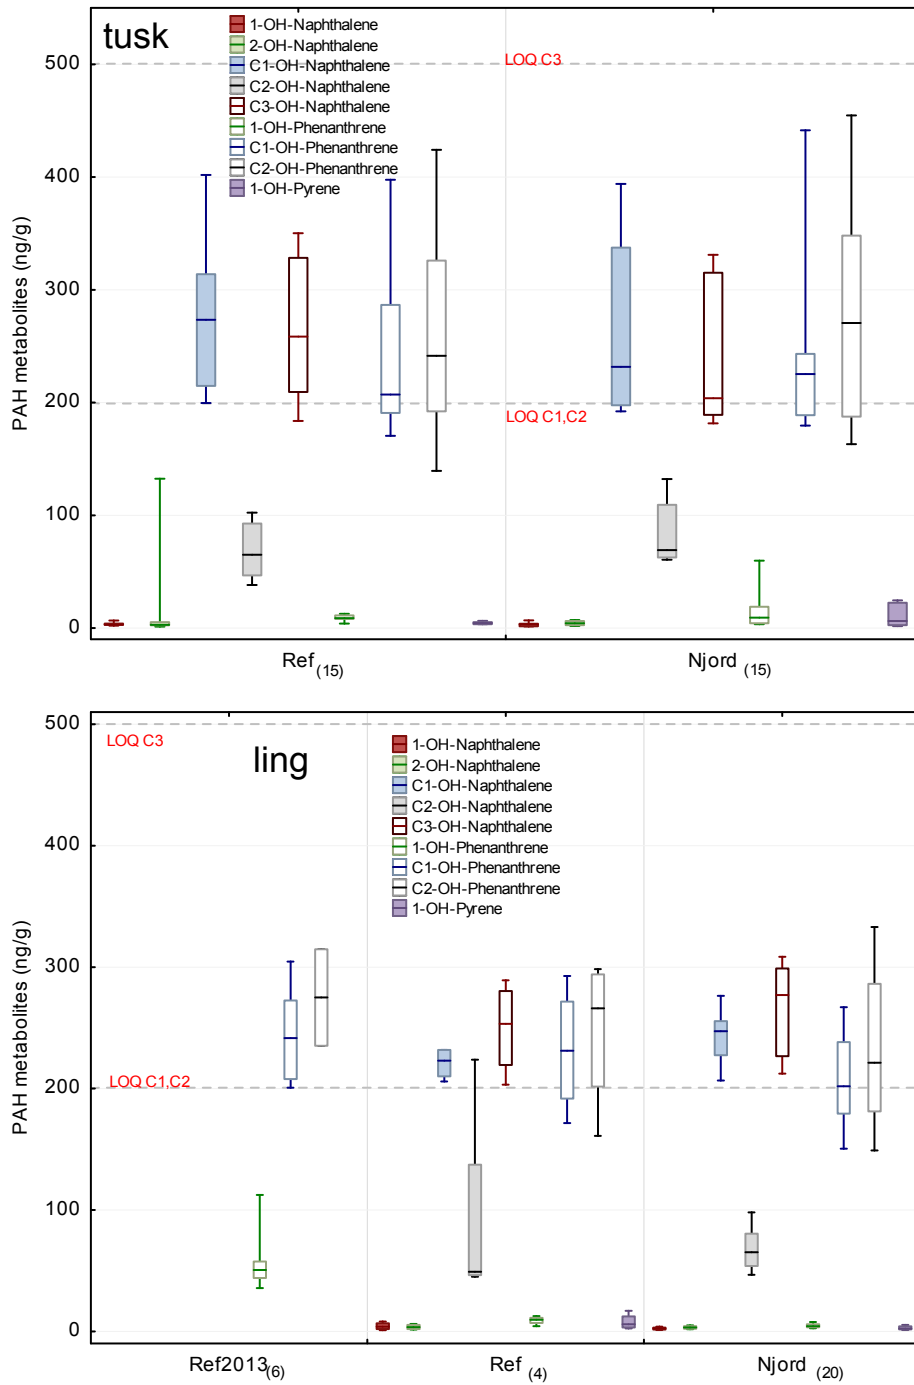 tusk
1-OH-Naphthalene
2-OH-Naphthalene
C1-OH-Naphthalene
C2-OH-Naphthalene
C3-OH-Naphthalene
1-OH-Phenanthrene
C1-OH-Phenanthrene
C2-OH-Phenanthrene
1-OH-Pyrene
LOQ C3
LOQ C1,C2
PAH metabolites (ng/g)
500
400
300
200
100
0
Ref (15)
Njord (15)
ling
LOQ C3
1-OH-Naphthalene
2-OH-Naphthalene
C1-OH-Naphthalene
C2-OH-Naphthalene
C3-OH-Naphthalene
1-OH-Phenanthrene
C1-OH-Phenanthrene
C2-OH-Phenanthrene
1-OH-Pyrene
LOQ C1,C2
PAH metabolites (ng/g)
500
400
300
200
100
0
Ref2013(6)
Ref (4)
Njord (20)